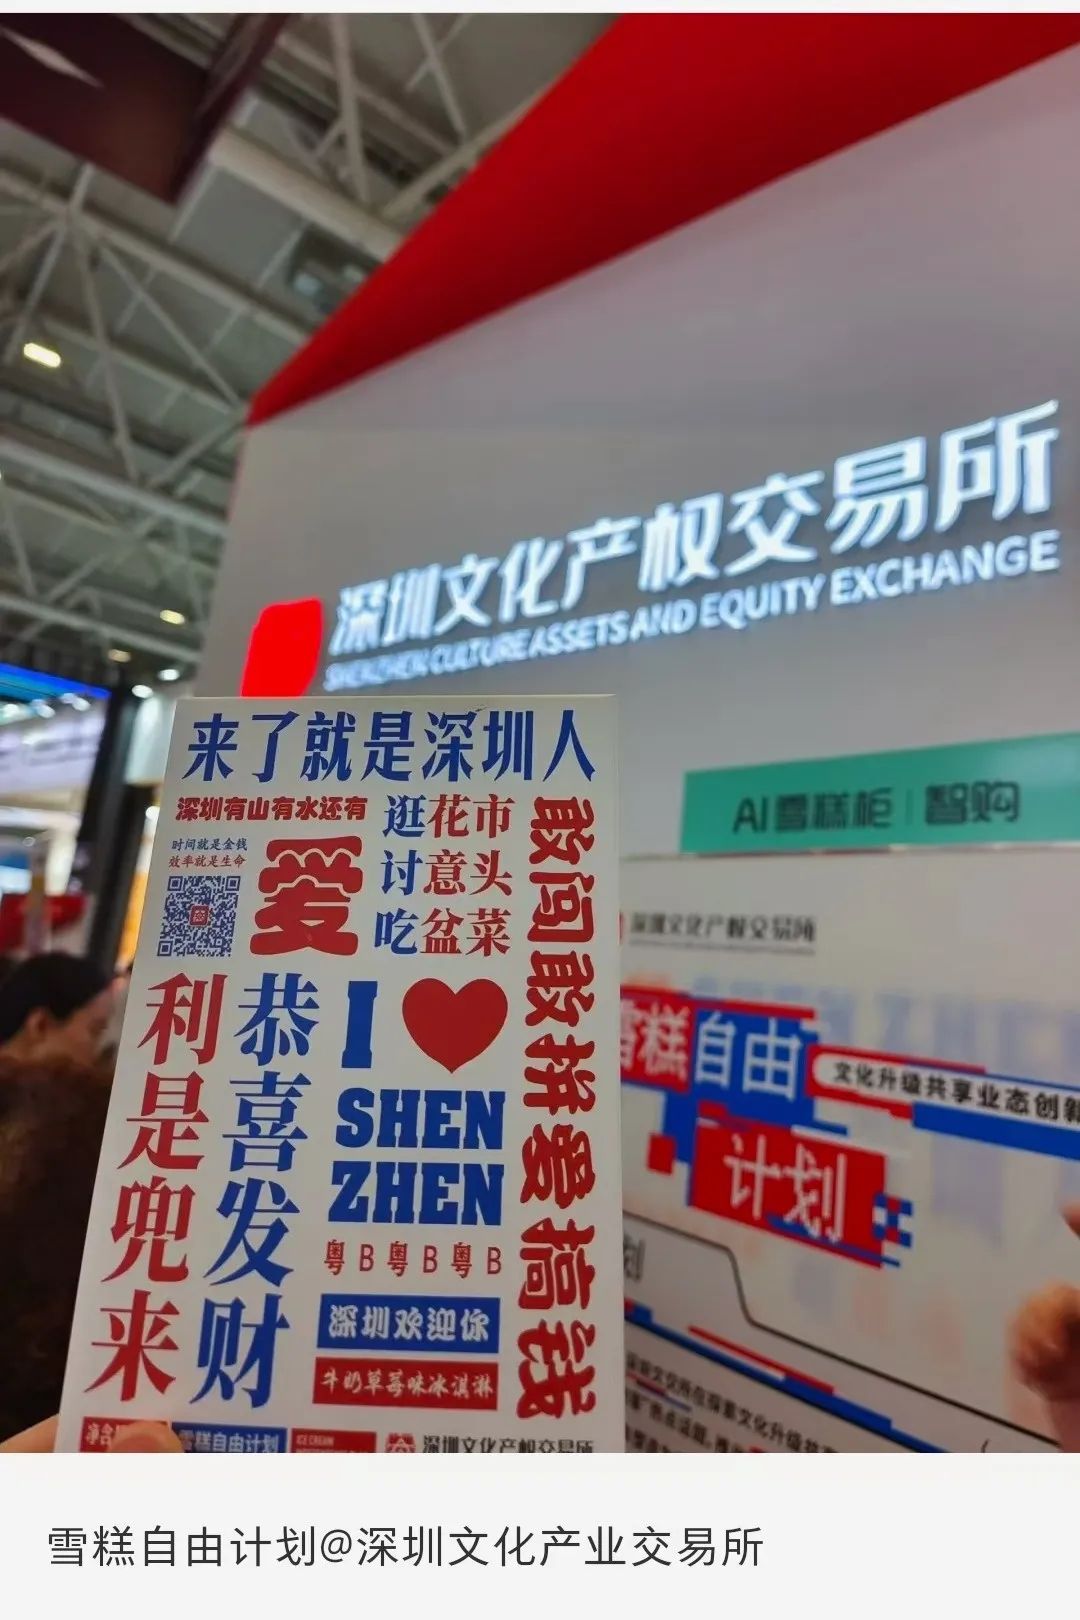 深圳文化产权交易所
SHENZHEN CULTURE ASSETS AND EQUITY EXCHANGE
AI雪糕柜｜智购
深圳文化产权交易所
雪糕自由
计划
文化升级共享业态创新
来了就是深圳人
深圳有山有水还有
爱
时间就是金钱
效率就是生命
逛花市
讨意头
吃盆菜
敢闯敢拼爱搞钱
恭喜发财
利是兜来
I
SHEN
ZHEN
粤B粤B粤B
深圳欢迎你
牛奶草莓味冰淇淋
净含
雪糕自由计划
ICE CREAM
深圳文化产权交易所
雪糕自由计划@深圳文化产业交易所